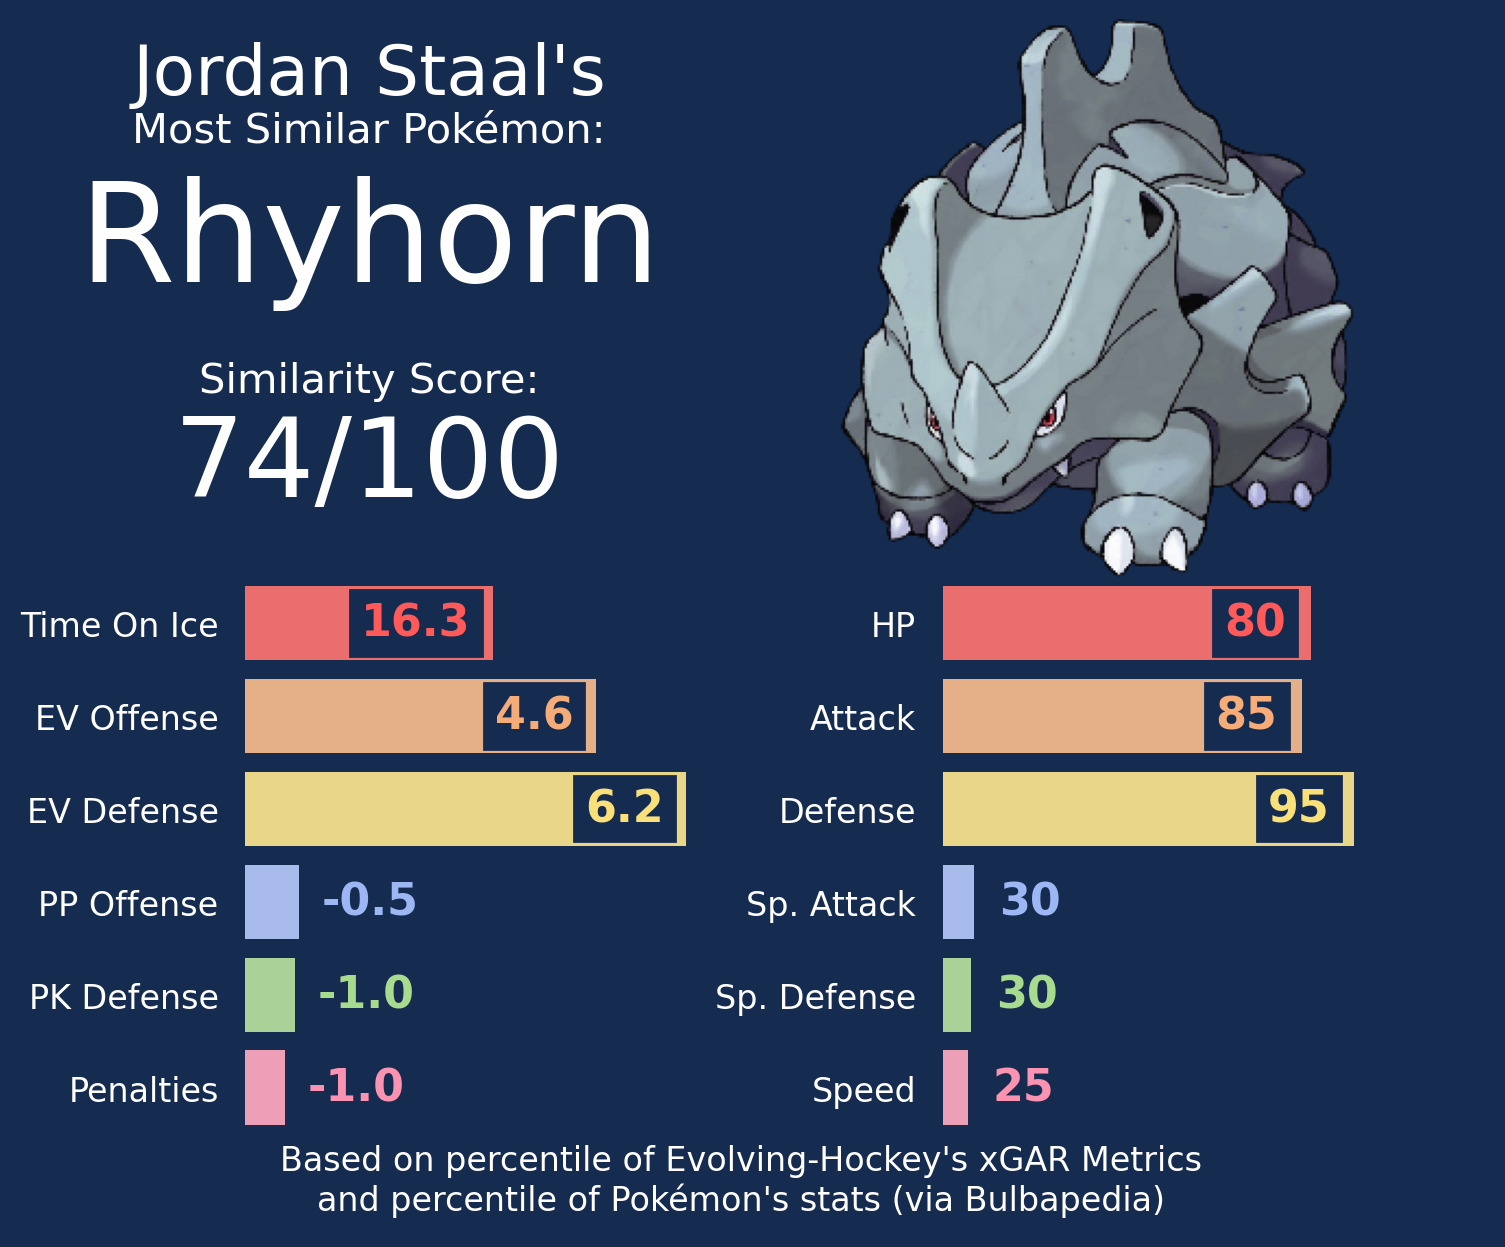 Jordan Staal's
Most Similar Pokémon:
Rhyhorn
Similarity Score:
74/100
Time On Ice 16.3
EV Offense 4.6
EV Defense 6.2
PP Offense -0.5
PK Defense -1.0
Penalties -1.0
HP 80
Attack 85
Defense 95
Sp. Attack 30
Sp. Defense 30
Speed 25
Based on percentile of Evolving-Hockey's xGAR Metrics
and percentile of Pokémon's stats (via Bulbapedia)